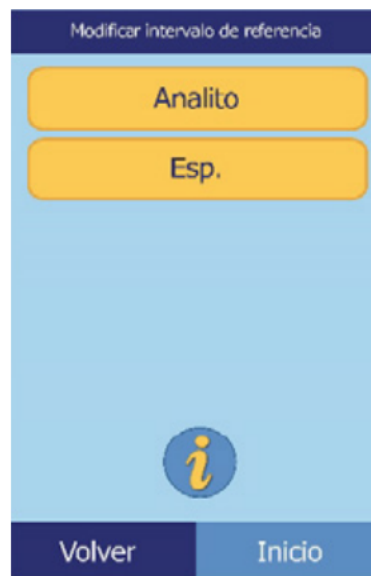 Modificar intervalo de referencia
Analito
Esp.
i
Volver Inicio